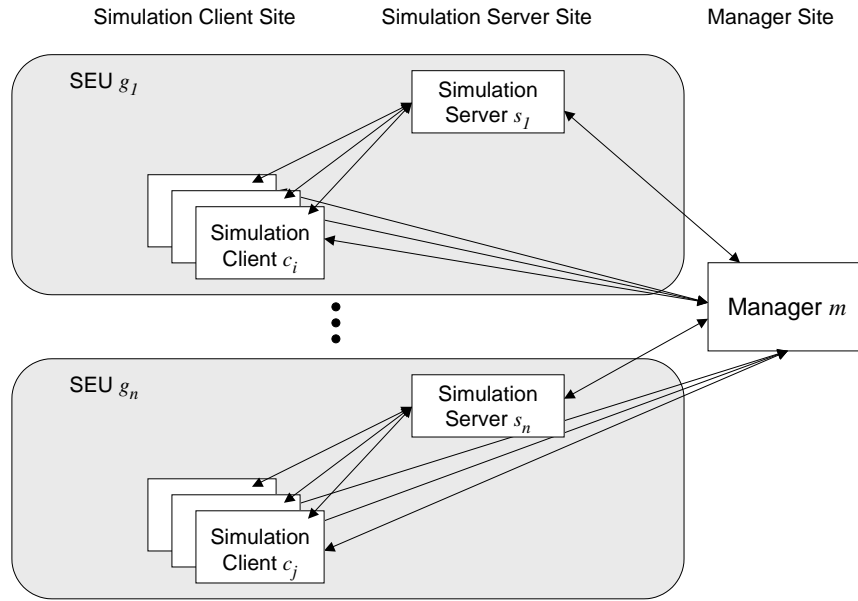 Simulation Client Site
Simulation Server Site
Manager Site
SEU g1
Simulation
Server s1
Simulation
Client ci
Manager m
SEU gn
Simulation
Server sn
Simulation
Client cj